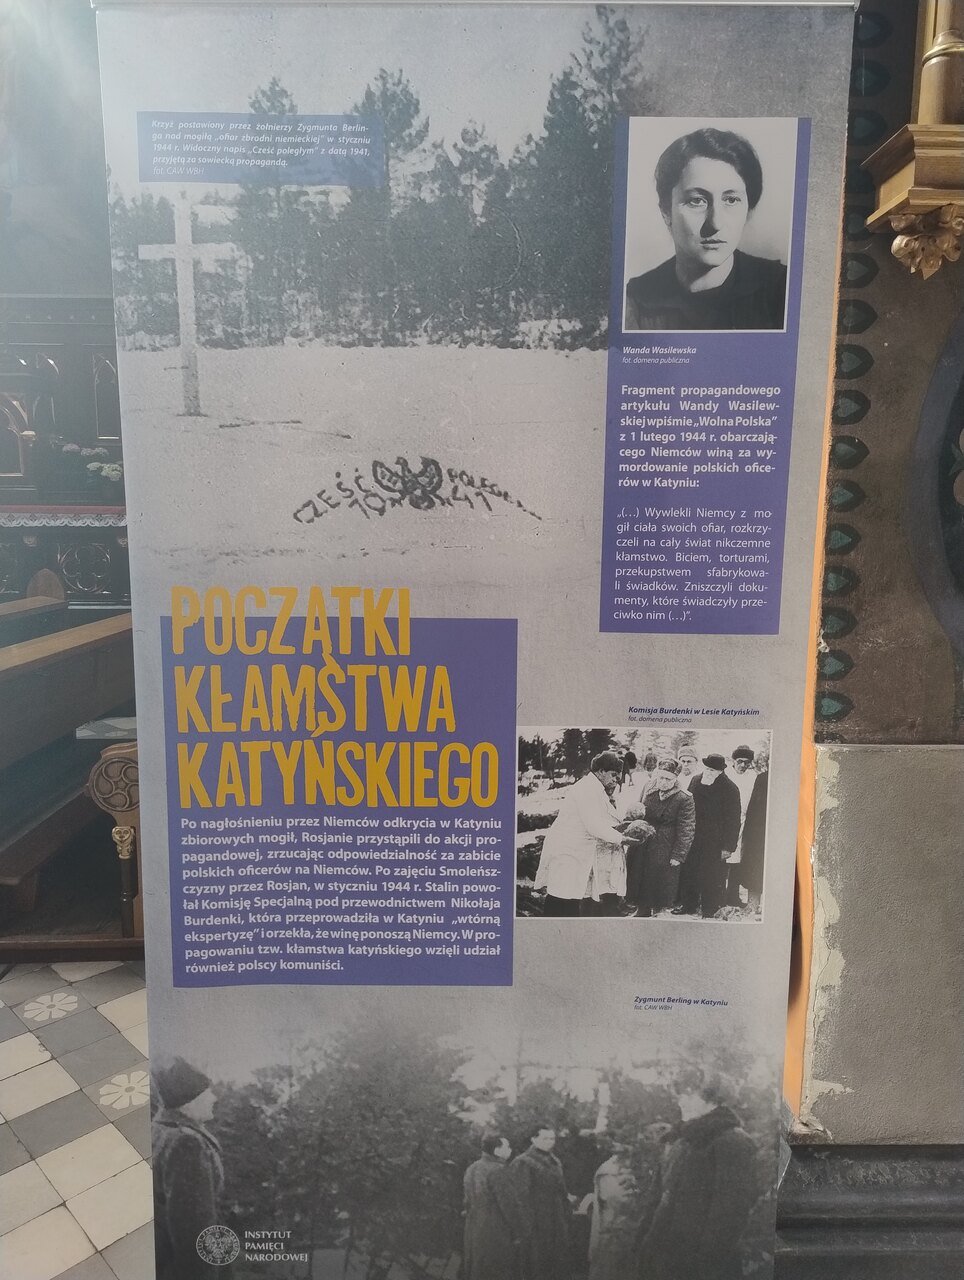 Krzyż postawiony przez żołnierzy Zygmunta Berlin-
ga nad mogiłą „ofiar zbrodni niemieckiej” w styczniu
1944 r. Widoczny napis „Cześć poległym” z datą 1941,
przyjętą za sowiecką propagandą.
fot. CAW WBH
Wanda Wasilewska
fot. domena publiczna
Fragment propagandowego
artykułu Wandy Wasilew-
skiej w piśmie „Wolna Polska”
z 1 lutego 1944 r. obarczają-
cego Niemców winą za wy-
mordowanie polskich ofice-
rów w Katyniu:
„(…) Wywlekli Niemcy z mo-
gił ciała swoich ofiar, rozkrzy-
czeli na cały świat nikczemne
kłamstwo. Biciem, torturami,
przekupstwem sfabrykowa-
li świadków. Zniszczyli doku-
menty, które świadczyły prze-
ciwko nim (…)”.
CZEŚĆ POLEGŁ
1941
POCZĄTKI
KŁAMSTWA
KATYŃSKIEGO
Po nagłośnieniu przez Niemców odkrycia w Katyniu
zbiorowych mogił, Rosjanie przystąpili do akcji pro-
pagandowej, zrzucając odpowiedzialność za zabicie
polskich oficerów na Niemców. Po zajęciu Smoleńsz-
czyzny przez Rosjan, w styczniu 1944 r. Stalin powo-
łał Komisję Specjalną pod przewodnictwem Nikołaja
Burdenki, która przeprowadziła w Katyniu „wtórną
ekspertyzę” i orzekła, że winę ponoszą Niemcy. W pro-
pagowaniu tzw. kłamstwa katyńskiego wzięli udział
również polscy komuniści.
Komisja Burdenki w Lesie Katyńskim
fot. domena publiczna
Zygmunt Berling w Katyniu
fot. CAW WBH
INSTYTUT
PAMIĘCI
NARODOWEJ